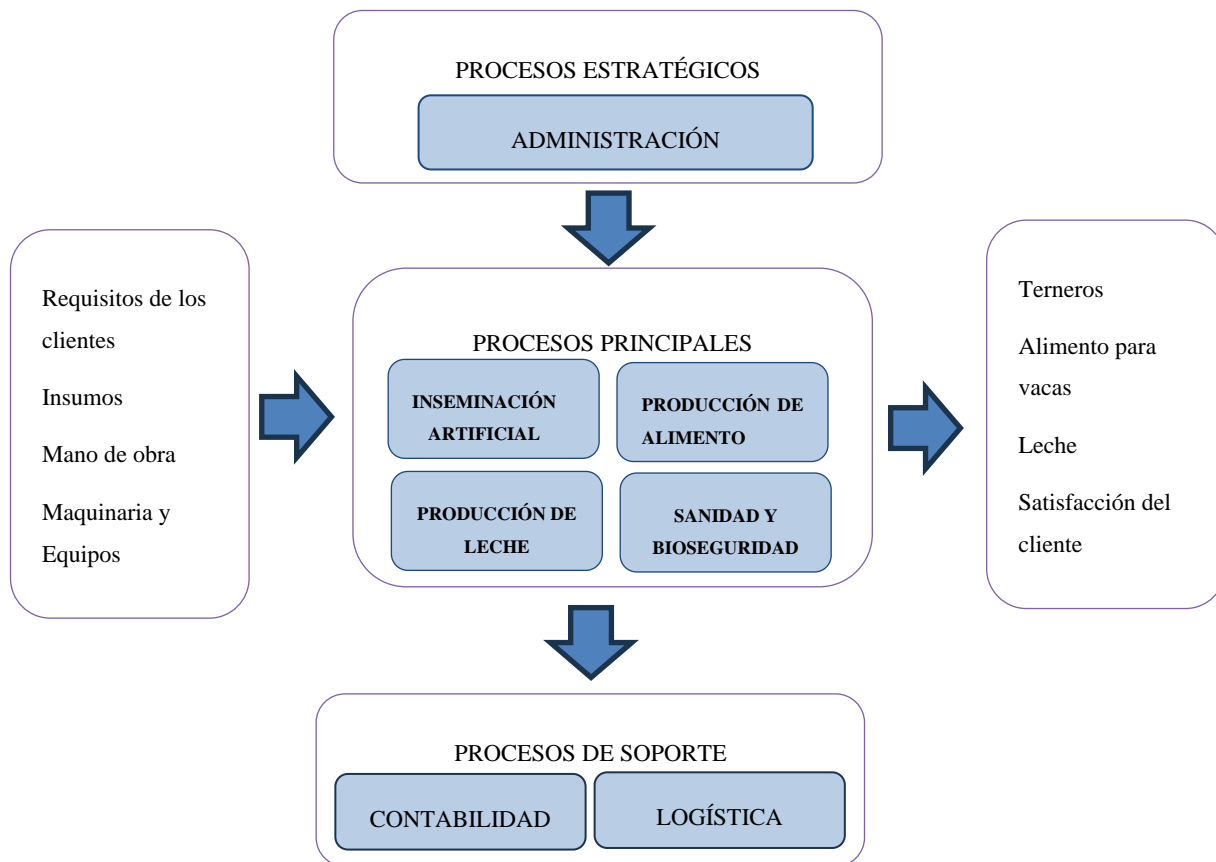 PROCESOS ESTRATÉGICOS
ADMINISTRACIÓN
Requisitos de los
clientes
Insumos
Mano de obra
Maquinaria y
Equipos
PROCESOS PRINCIPALES
INSEMINACIÓN
ARTIFICIAL
PRODUCCIÓN DE
ALIMENTO
PRODUCCIÓN DE
LECHE
SANIDAD Y
BIOSEGURIDAD
Terneros
Alimento para
vacas
Leche
Satisfacción del
cliente
PROCESOS DE SOPORTE
CONTABILIDAD
LOGÍSTICA